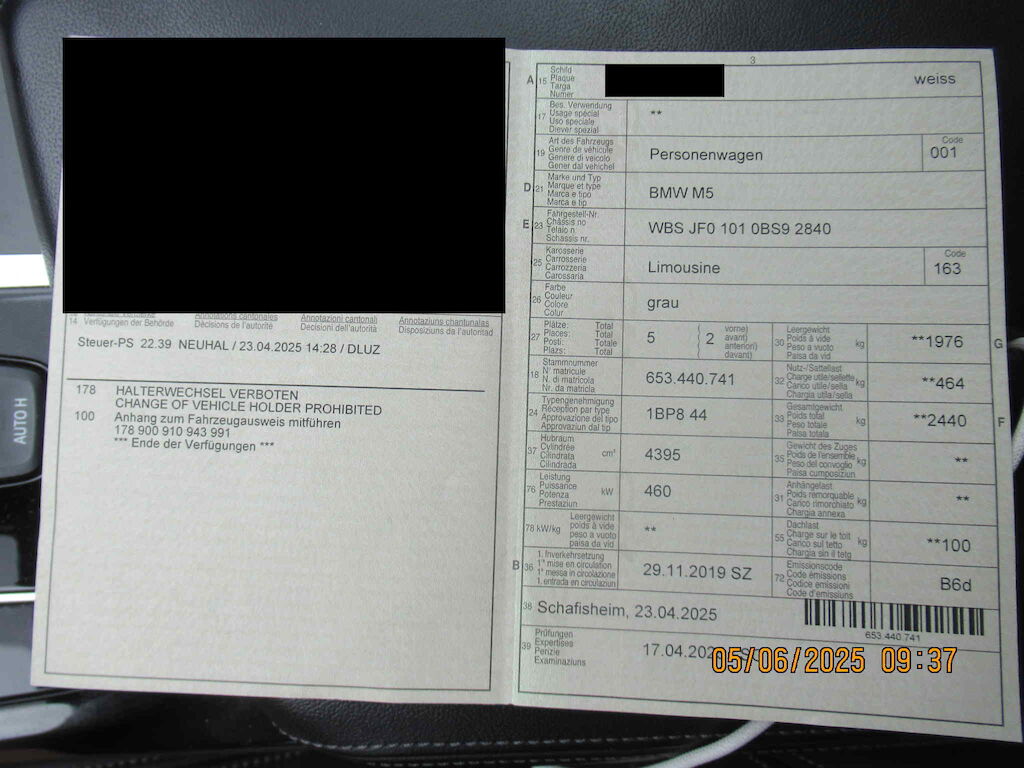 Annotations cantonales
Annotazioni cantonali
Annotaziuns chantunalas
14 Verfügungen der Behörde
Décisions de l'autorité
Decisioni dell'autorità
Disposiziuns da l'autoritad
Steuer-PS 22.39 NEUHAL / 23.04.2025 14:28 / DLUZ
178 HALTERWECHSEL VERBOTEN
CHANGE OF VEHICLE HOLDER PROHIBITED
100 Anhang zum Fahrzeugausweis mitführen
178 900 910 943 991
*** Ende der Verfügungen ***
AUTO H
3
A 15 Schild
Plaque
Targa
Numer
weiss
17 Bes. Verwendung
Usage spécial
Uso speciale
Diever spezial
**
19 Art des Fahrzeugs
Genre de véhicule
Genere di veicolo
Gener dal vehichel
Personenwagen
Code
001
D 21 Marke und Typ
Marque et type
Marca e tipo
Marca e tip
BMW M5
E 23 Fahrgestell-Nr.
Châssis no
Telaio n.
Schassis nr.
WBS JF0 101 0BS9 2840
25 Karosserie
Carrosserie
Carrozzeria
Carossaria
Limousine
Code
163
26 Farbe
Couleur
Colore
Colur
grau
27 Plätze: Total
Places: Total
Posti: Totale
Plazs: Total
5
2
vorne)
avant)
anteriori)
davant)
30 Leergewicht
Poids à vide
Peso a vuoto
Paisa da vid
kg
**1976
G
18 Stammnummer
N° matricule
N. di matricola
Nr. da matricla
653.440.741
32 Nutz-/Sattellast
Charge utile/sellette
Carico utile/sella
Chargia utila/sella
kg
**464
24 Typengenehmigung
Réception par type
Approvazione del tipo
Approvaziun dal tip
1BP8 44
33 Gesamtgewicht
Poids total
Peso totale
Paisa totala
kg
**2440
F
37 Hubraum
Cylindrée
Cilindrata
Cilindrada
cm³
4395
35 Gewicht des Zuges
Poids de l'ensemble
Peso del convoglio
Paisa cumposiziun
kg
**
76 Leistung
Puissance
Potenza
Prestaziun
kW
460
31 Anhängelast
Poids remorquable
Carico rimorchiato
Chargia annexa
kg
**
78 kW/kg
Leergewicht
poids à vide
peso a vuoto
paisa da vid
**
55 Dachlast
Charge sur le toit
Carico sul tetto
Chargia sin il tetg
kg
**100
B 36 1. Inverkehrsetzung
1re mise en circulation
1a messa in circolazione
1. entrada en circulaziun
29.11.2019 SZ
72 Emissionscode
Code émissions
Codice emissioni
Code d'emissiuns
B6d
38 Schafisheim, 23.04.2025
653.440.741
39 Prüfungen
Expertises
Perizie
Examinaziuns
17.04.202
05/06/2025 09:37